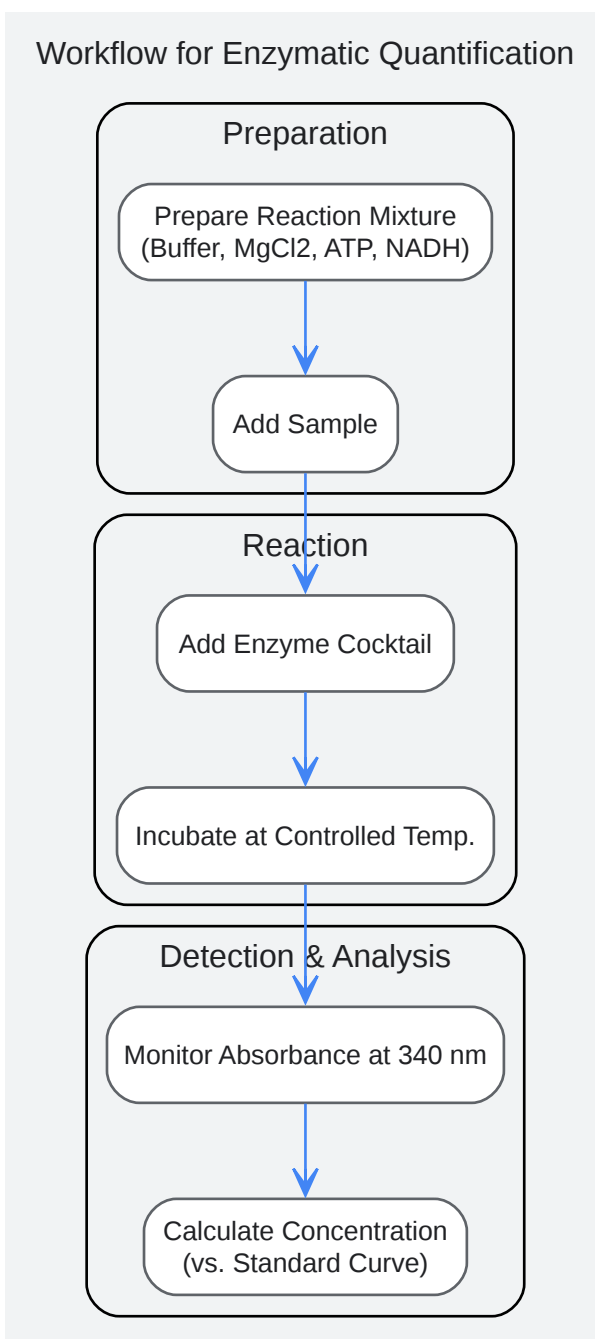 Workflow for Enzymatic Quantification
Preparation
Prepare Reaction Mixture
(Buffer, MgCl2, ATP, NADH)
Add Sample
Reaction
Add Enzyme Cocktail
Incubate at Controlled Temp.
Detection & Analysis
Monitor Absorbance at 340 nm
Calculate Concentration
(vs. Standard Curve)